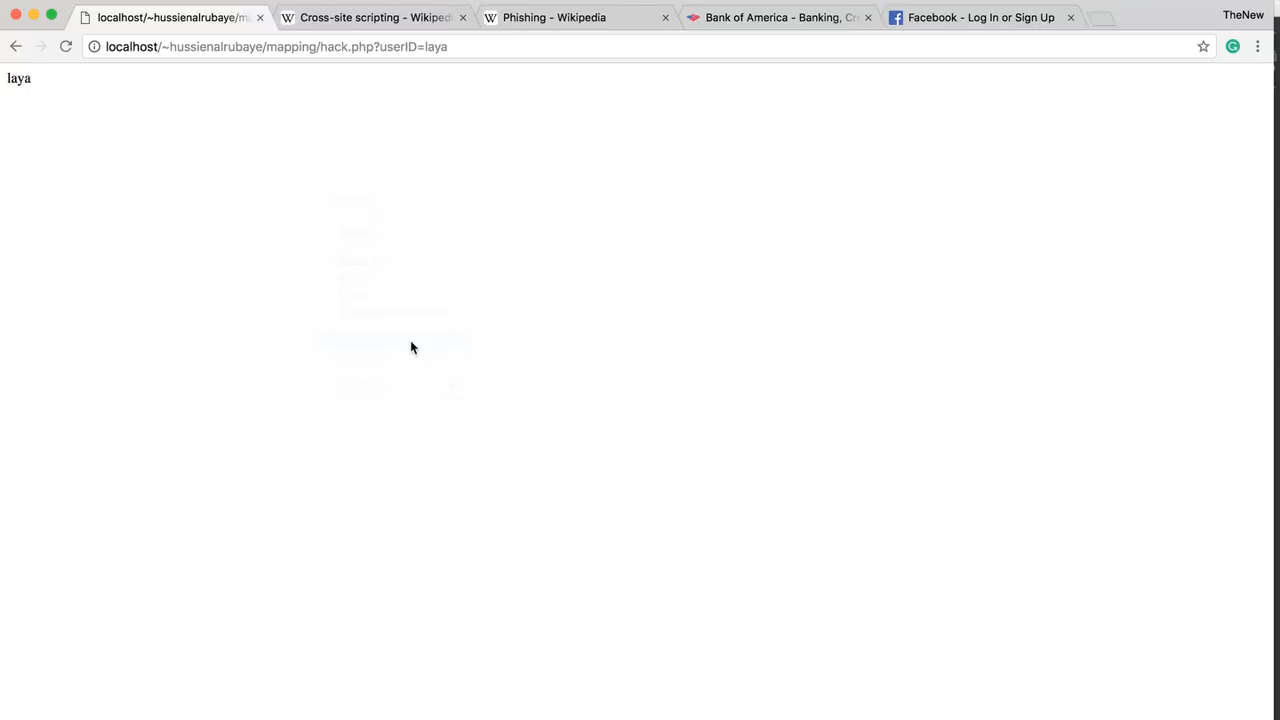 localhost/~hussienalrubaye/m
Cross-site scripting - Wikiped
Phishing - Wikipedia
Bank of America - Banking, Cr
Facebook - Log In or Sign Up
TheNew
localhost/~hussienalrubaye/mapping/hack.php?userID=laya
laya